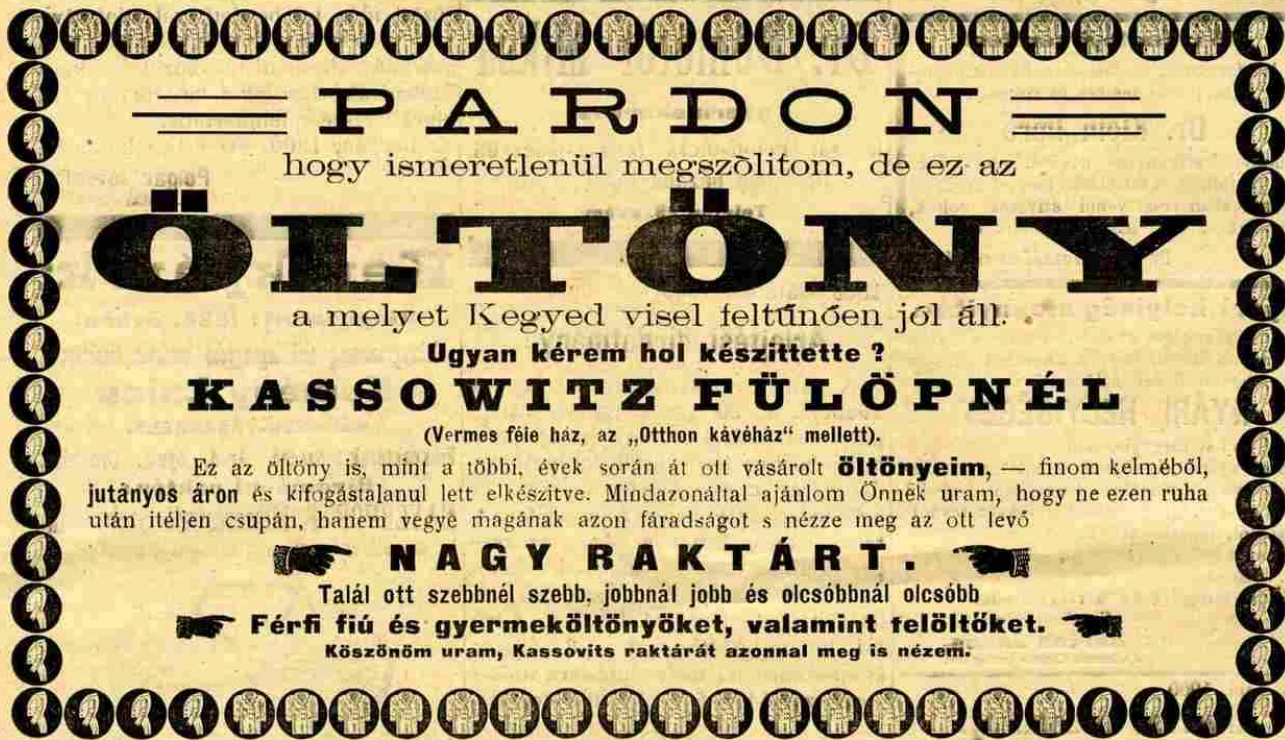 PARDON
hogy ismeretlenül megszólitom, de ez az
ÖLTÖNY
a melyet Kegyed visel feltűnően jól áll.
Ugyan kérem hol készittette ?
KASSOWITZ FÜLÖPNÉL
(Vermes féie ház, az „Otthon kávéház“ mellett).
Ez az öltöny is, mint a többi, évek során át ott vásárolt öltönyeim, — finom kelméből,
jutányos áron és kifogástalanul lett elkészitve. Mindazonáltal ajánlom Önnek uram, hogy ne ezen ruha
után itéljen csupán, hanem vegye magának azon fáradságot s nézze meg az ott levő
NAGY RAKTÁRT.
Talál ott szebbnél szebb, jobbnál jobb és olcsóbbnál olcsóbb
Férfi fiú és gyermeköltönyöket, valamint felöltőket.
Köszönöm uram, Kassovits raktárát azonnal meg is nézem.